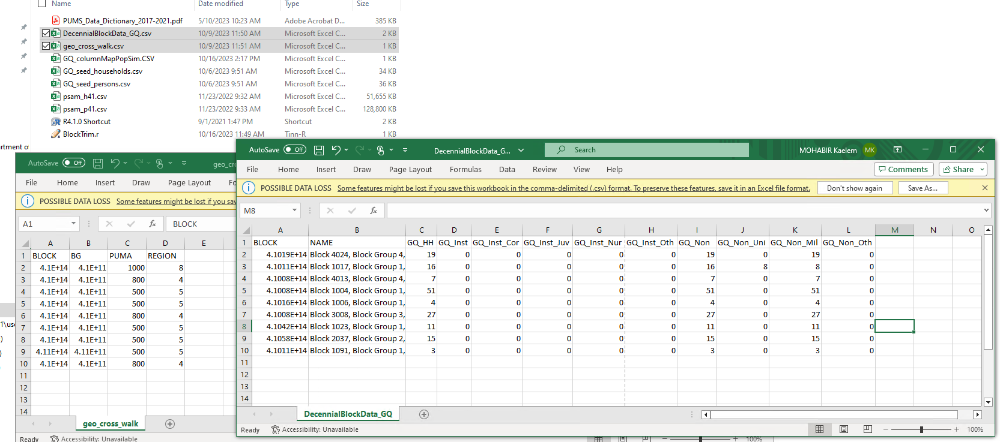 Name Date modified Type Size
PUMS_Data_Dictionary_2017-2021.pdf 5/10/2023 10:23 AM Adobe Acrobat D... 385 KB
DecennialBlockData_GQ.csv 10/9/2023 11:50 AM Microsoft Excel C... 2 KB
geo_cross_walk.csv 10/9/2023 11:51 AM Microsoft Excel C... 1 KB
GQ_columnMapPopSim.CSV 10/16/2023 2:17 PM Microsoft Excel C... 1 KB
GQ_seed_households.csv 10/6/2023 9:51 AM Microsoft Excel C... 34 KB
GQ_seed_persons.csv 10/6/2023 9:51 AM Microsoft Excel C... 36 KB
psam_h41.csv 11/23/2022 9:32 AM Microsoft Excel C... 51,655 KB
psam_p41.csv 11/23/2022 9:33 AM Microsoft Excel C... 128,800 KB
R4.1.0 Shortcut 9/1/2021 1:47 PM Shortcut 2 KB
BlockTrim.r 10/16/2023 11:49 AM Tinn-R 1 KB
rtment o
1\use
AutoSave Off geo_cr
File Home Insert Draw Page Layout Fo
POSSIBLE DATA LOSS Some features might be lost if you sav
A1 fx BLOCK
A B C D E
1 BLOCK BG PUMA REGION
2 4.1E+14 4.1E+11 1000 8
3 4.1E+14 4.1E+11 800 4
4 4.1E+14 4.1E+11 500 5
5 4.1E+14 4.1E+11 500 5
6 4.1E+14 4.1E+11 800 4
7 4.1E+14 4.1E+11 500 5
8 4.1E+14 4.1E+11 500 5
9 4.11E+14 4.11E+11 500 5
10 4.1E+14 4.1E+11 800 4
11
12
13
14
geo_cross_walk
Ready Accessibility: Unavailable 100%
AutoSave Off DecennialBlockData_G... Search MOHABIR Kaelem MK
File Home Insert Draw Page Layout Formulas Data Review View Help Comments Share
POSSIBLE DATA LOSS Some features might be lost if you save this workbook in the comma-delimited (.csv) format. To preserve these features, save it in an Excel file format. Don't show again Save As...
M8 fx
A B C D E F G H I J K L M N O
1 BLOCK NAME GQ_HH GQ_Inst GQ_Inst_Cor GQ_Inst_Juv GQ_Inst_Nur GQ_Inst_Oth GQ_Non GQ_Non_Uni GQ_Non_Mil GQ_Non_Oth
2 4.1019E+14 Block 4024, Block Group 4, 19 0 0 0 0 0 19 0 19 0
3 4.1011E+14 Block 1017, Block Group 1, 16 0 0 0 0 0 16 8 8 0
4 4.1008E+14 Block 4013, Block Group 4, 7 0 0 0 0 0 7 0 7 0
5 4.1008E+14 Block 1004, Block Group 1, 51 0 0 0 0 0 51 0 51 0
6 4.1016E+14 Block 1006, Block Group 1, 4 0 0 0 0 0 4 0 4 0
7 4.1008E+14 Block 3008, Block Group 3, 27 0 0 0 0 0 27 0 27 0
8 4.1042E+14 Block 1023, Block Group 1, 11 0 0 0 0 0 11 0 11 0
9 4.1058E+14 Block 2037, Block Group 2, 15 0 0 0 0 0 15 0 15 0
10 4.1011E+14 Block 1091, Block Group 1, 3 0 0 0 0 0 3 0 3 0
11
12
13
14
DecennialBlockData_GQ
Ready Accessibility: Unavailable 100%